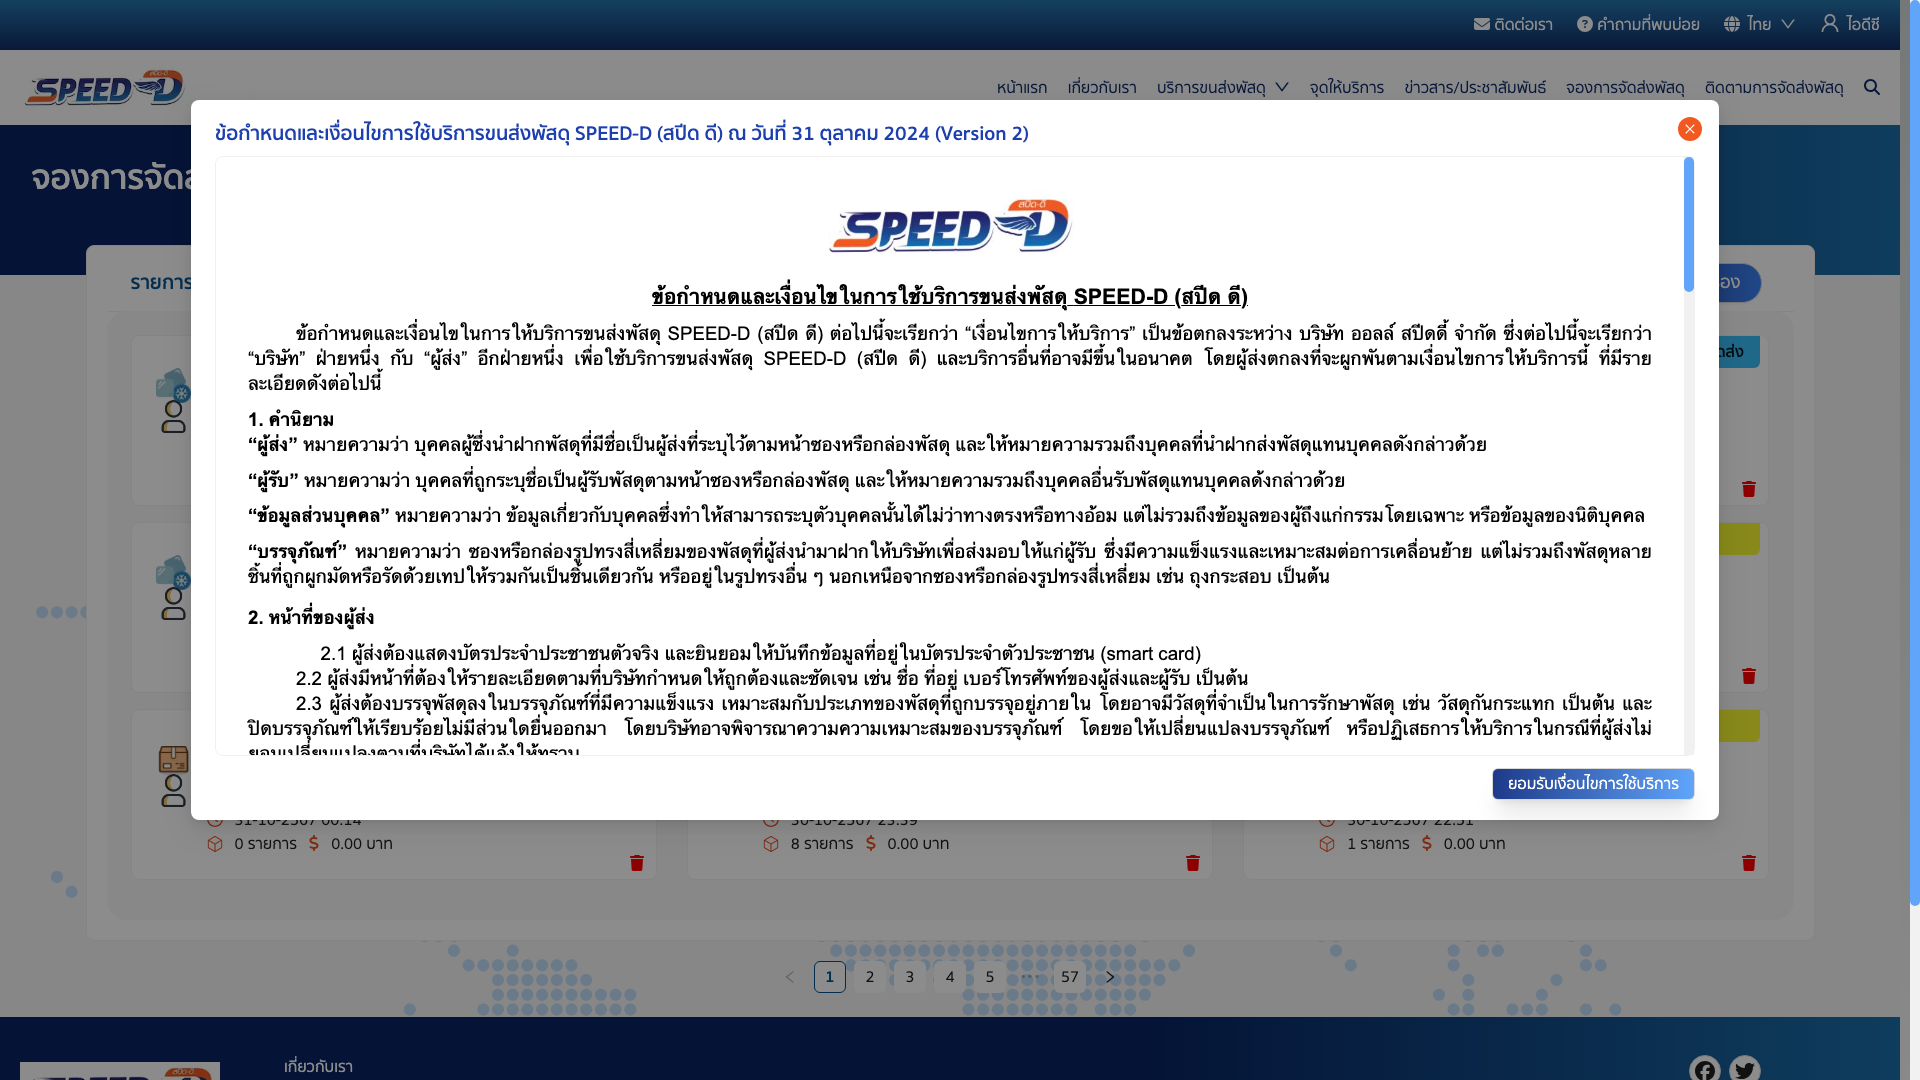 ติดต่อเรา คำถามที่พบบ่อย ไทย ไอดีซี
SPEED-D สปีด-ดี
หน้าแรก เกี่ยวกับเรา บริการขนส่งพัสดุ จุดให้บริการ ข่าวสาร/ประชาสัมพันธ์ จองการจัดส่งพัสดุ ติดตามการจัดส่งพัสดุ
ข้อกำหนดและเงื่อนไขการใช้บริการขนส่งพัสดุ SPEED-D (สปีด ดี) ณ วันที่ 31 ตุลาคม 2024 (Version 2)
จองการจัดส
รายการ
สปีด-ดี
SPEED-D
ข้อกำหนดและเงื่อนไขในการใช้บริการขนส่งพัสดุ SPEED-D (สปีด ดี)
ข้อกำหนดและเงื่อนไขในการให้บริการขนส่งพัสดุ SPEED-D (สปีด ดี) ต่อไปนี้จะเรียกว่า “เงื่อนไขการให้บริการ” เป็นข้อตกลงระหว่าง บริษัท ออลล์ สปีดดี้ จำกัด ซึ่งต่อไปนี้จะเรียกว่า
“บริษัท” ฝ่ายหนึ่ง กับ “ผู้ส่ง” อีกฝ่ายหนึ่ง เพื่อใช้บริการขนส่งพัสดุ SPEED-D (สปีด ดี) และบริการอื่นที่อาจมีขึ้นในอนาคต โดยผู้ส่งตกลงที่จะผูกพันตามเงื่อนไขการให้บริการนี้ ที่มีราย
ละเอียดดังต่อไปนี้
1. คำนิยาม
“ผู้ส่ง” หมายความว่า บุคคลผู้ซึ่งนำฝากพัสดุที่มีชื่อเป็นผู้ส่งที่ระบุไว้ตามหน้าซองหรือกล่องพัสดุ และให้หมายความรวมถึงบุคคลที่นำฝากส่งพัสดุแทนบุคคลดังกล่าวด้วย
“ผู้รับ” หมายความว่า บุคคลที่ถูกระบุชื่อเป็นผู้รับพัสดุตามหน้าซองหรือกล่องพัสดุ และให้หมายความรวมถึงบุคคลอื่นรับพัสดุแทนบุคคลดังกล่าวด้วย
“ข้อมูลส่วนบุคคล” หมายความว่า ข้อมูลเกี่ยวกับบุคคลซึ่งทำให้สามารถระบุตัวบุคคลนั้นได้ไม่ว่าทางตรงหรือทางอ้อม แต่ไม่รวมถึงข้อมูลของผู้ถึงแก่กรรมโดยเฉพาะ หรือข้อมูลของนิติบุคคล
“บรรจุภัณฑ์” หมายความว่า ซองหรือกล่องรูปทรงสี่เหลี่ยมของพัสดุที่ผู้ส่งนำมาฝากให้บริษัทเพื่อส่งมอบให้แก่ผู้รับ ซึ่งมีความแข็งแรงและเหมาะสมต่อการเคลื่อนย้าย แต่ไม่รวมถึงพัสดุหลาย
ชิ้นที่ถูกผูกมัดหรือรัดด้วยเทปให้รวมกันเป็นชิ้นเดียวกัน หรืออยู่ในรูปทรงอื่น ๆ นอกเหนือจากซองหรือกล่องรูปทรงสี่เหลี่ยม เช่น ถุงกระสอบ เป็นต้น
2. หน้าที่ของผู้ส่ง
2.1 ผู้ส่งต้องแสดงบัตรประจำประชาชนตัวจริง และยินยอมให้บันทึกข้อมูลที่อยู่ในบัตรประจำตัวประชาชน (smart card)
2.2 ผู้ส่งมีหน้าที่ต้องให้รายละเอียดตามที่บริษัทกำหนดให้ถูกต้องและชัดเจน เช่น ชื่อ ที่อยู่ เบอร์โทรศัพท์ของผู้ส่งและผู้รับ เป็นต้น
2.3 ผู้ส่งต้องบรรจุพัสดุลงในบรรจุภัณฑ์ที่มีความแข็งแรง เหมาะสมกับประเภทของพัสดุที่ถูกบรรจุอยู่ภายใน โดยอาจมีวัสดุที่จำเป็นในการรักษาพัสดุ เช่น วัสดุกันกระแทก เป็นต้น และ
ปิดบรรจุภัณฑ์ให้เรียบร้อยไม่มีส่วนใดยื่นออกมา โดยบริษัทอาจพิจารณาความความเหมาะสมของบรรจุภัณฑ์ โดยขอให้เปลี่ยนแปลงบรรจุภัณฑ์ หรือปฏิเสธการให้บริการในกรณีที่ผู้ส่งไม่
ยอมเปลี่ยนแปลงตามที่บริษัทได้แจ้งให้ทราบ
ยอมรับเงื่อนไขการใช้บริการ
31-10-2567 00:14 30-10-2567 23:59 30-10-2567 22:51
0 รายการ 0.00 บาท 8 รายการ 0.00 บาท 1 รายการ 0.00 บาท
1 2 3 4 5 ••• 57
เกี่ยวกับเรา